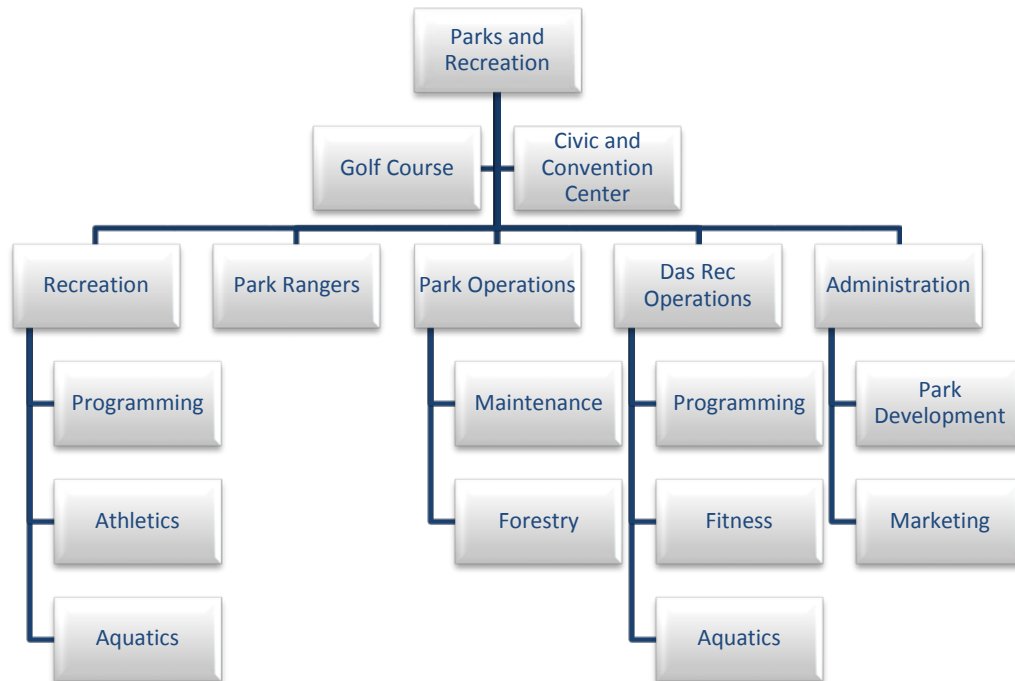 Parks and
Recreation
Golf Course
Civic and
Convention
Center
Recreation
Park Rangers
Park Operations
Das Rec
Operations
Administration
Programming
Maintenance
Programming
Park
Development
Athletics
Forestry
Fitness
Marketing
Aquatics
Aquatics